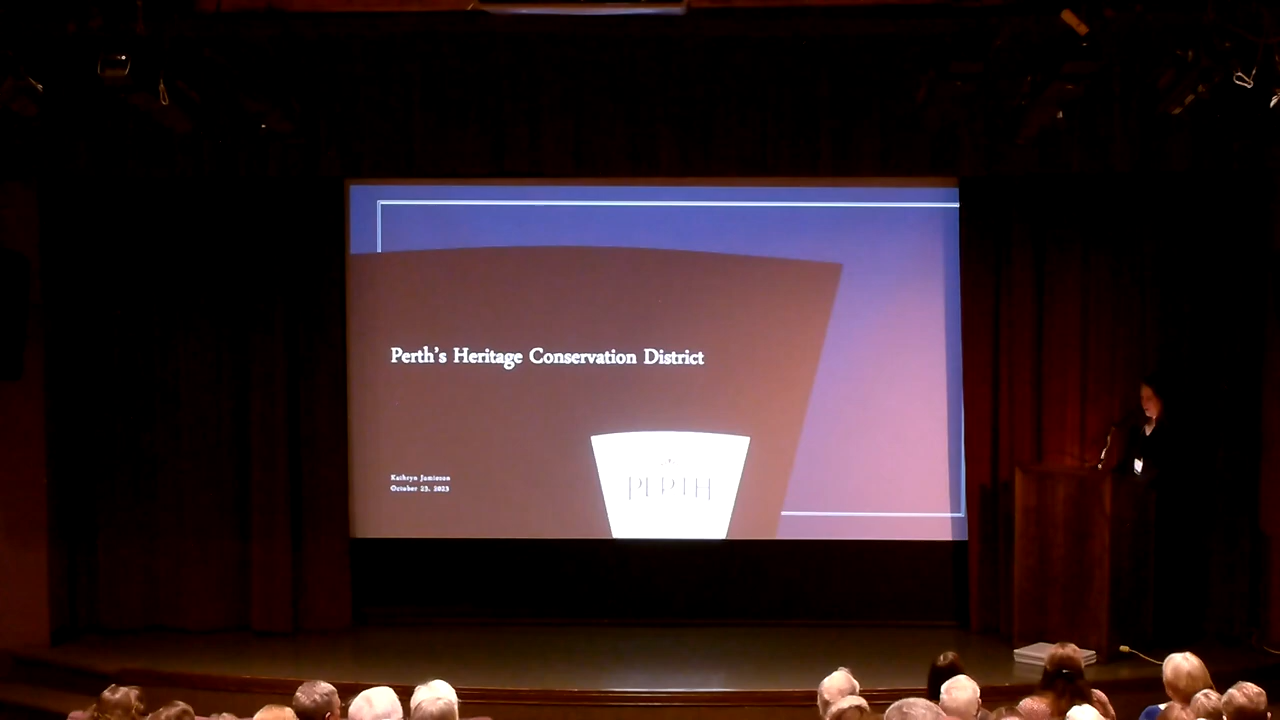 Perth's Heritage Conservation District
Kathryn Jamieson
October 23, 2023
PERTH